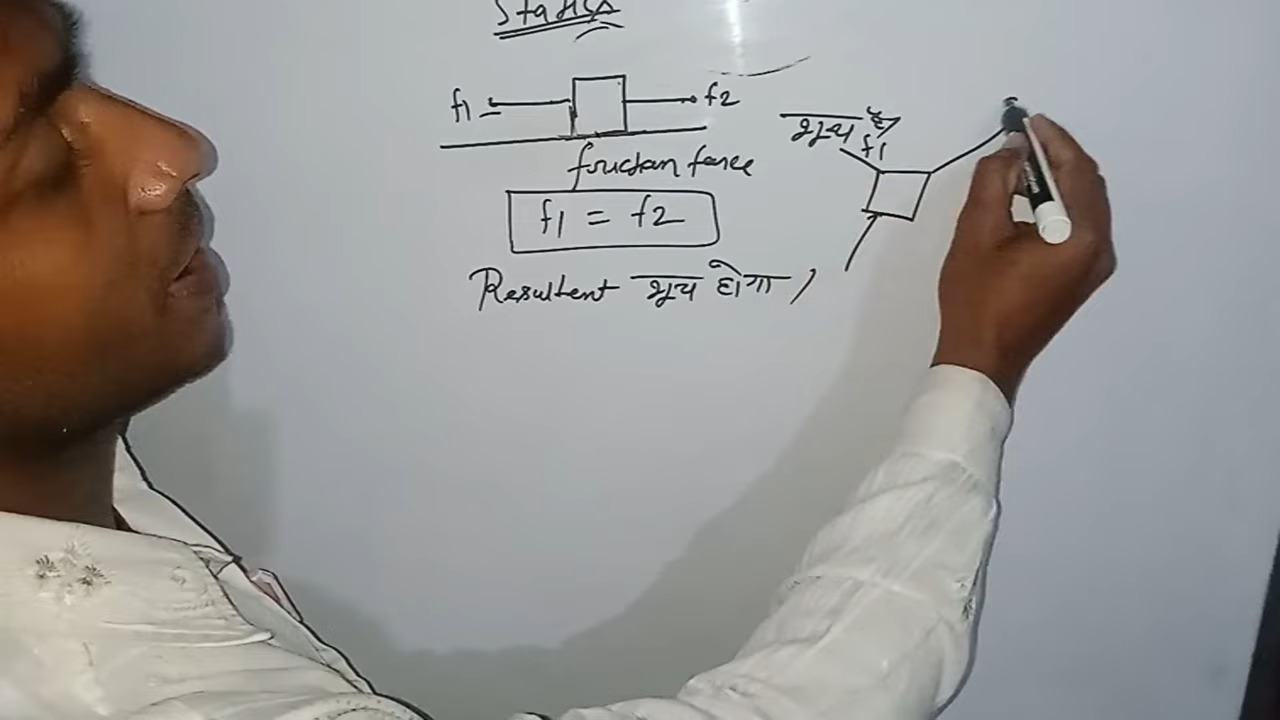 Statics
f1 f2
friction force
f1 = f2
Resultent शून्य होगा /
शून्य है /
f1